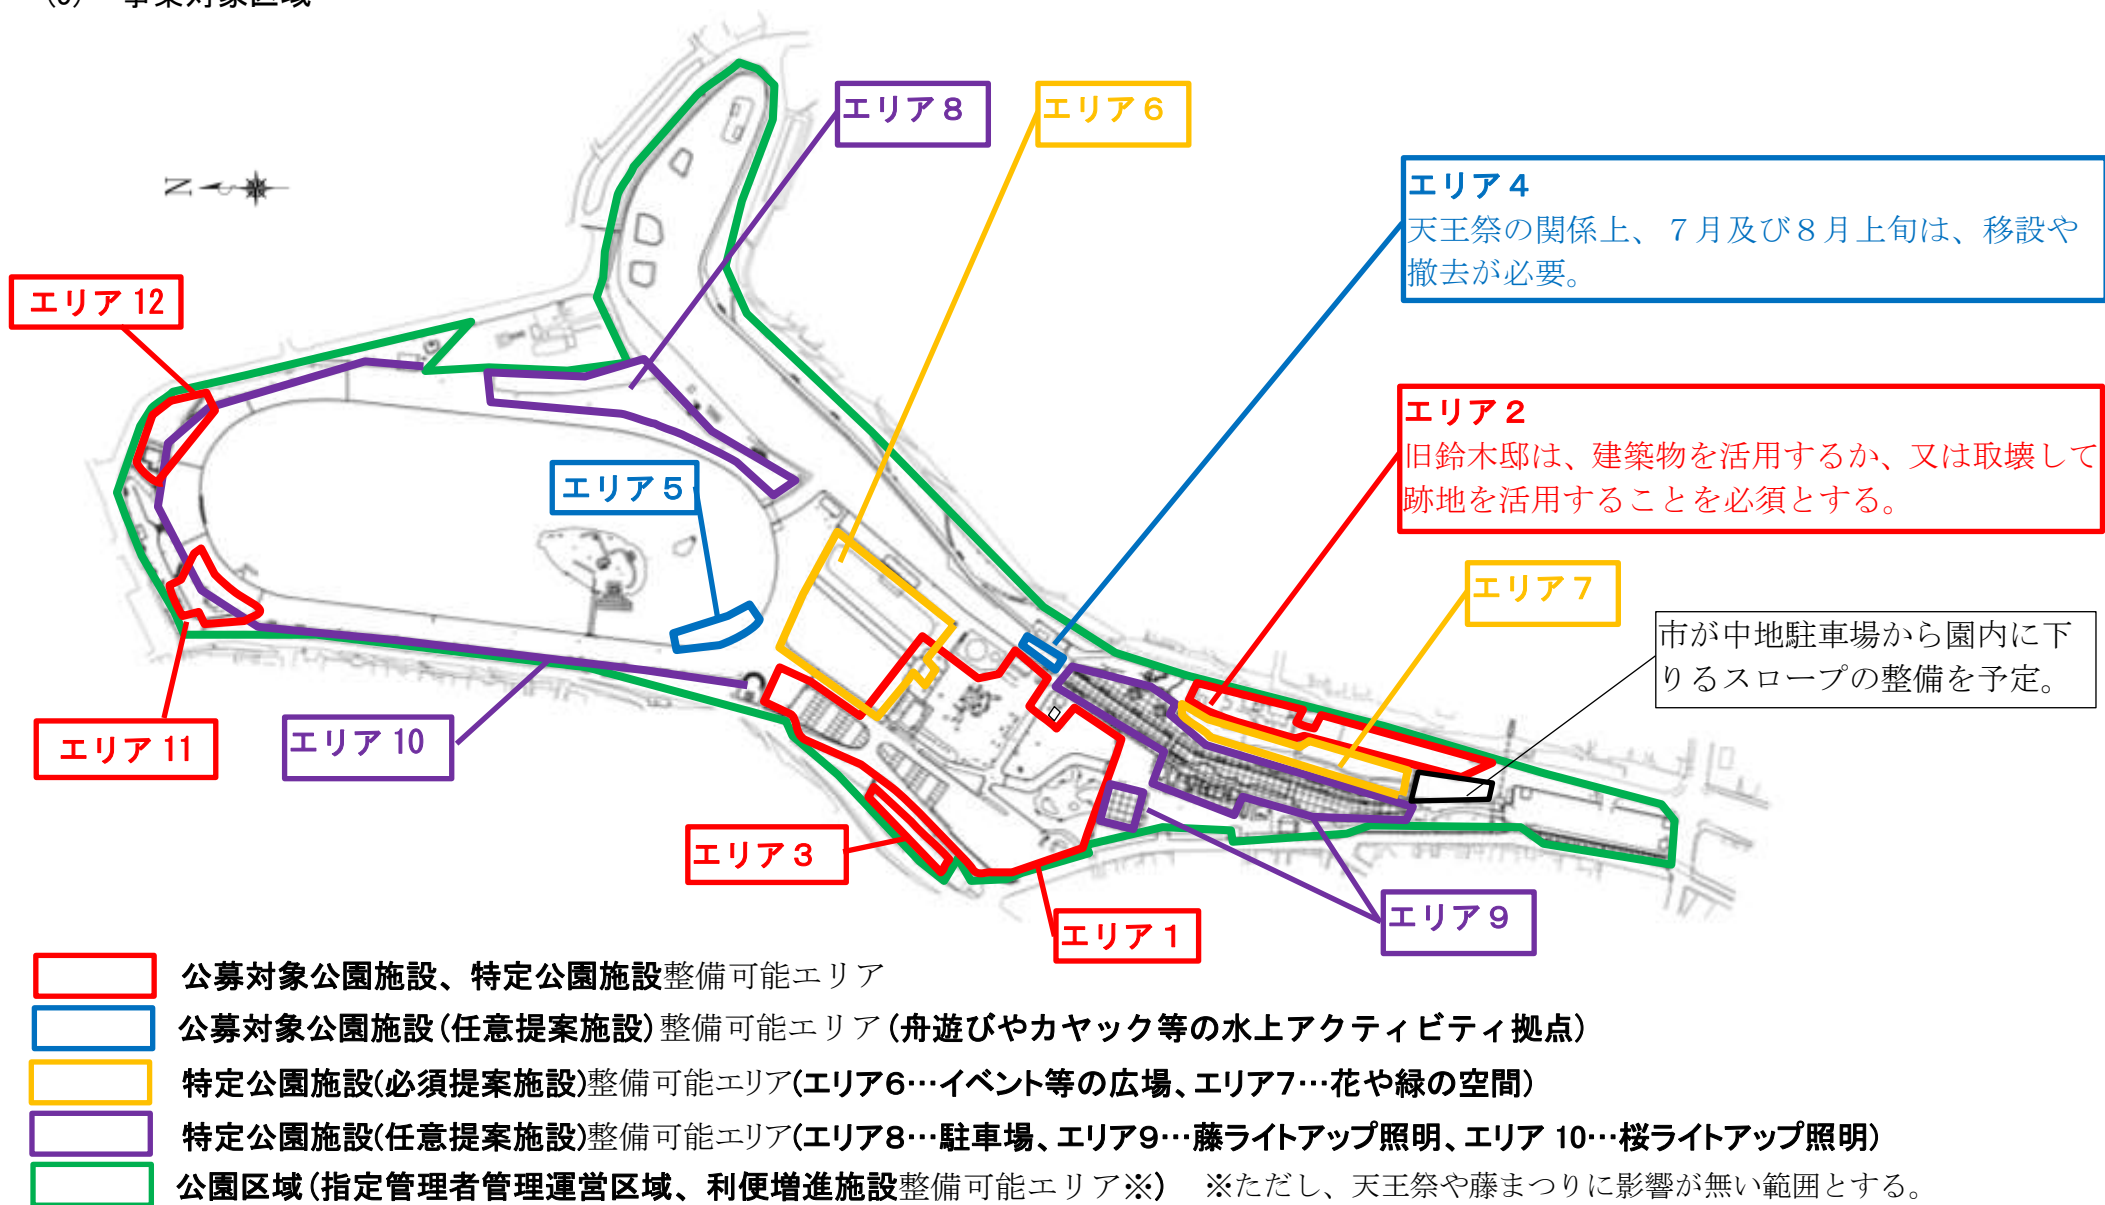 事業対象区域
エリア８
エリア６
エリア４
天王祭の関係上、７月及び８月上旬は、移設や
撤去が必要。
N
エリア 12
エリア２
旧鈴木邸は、建築物を活用するか、又は取壊して
跡地を活用することを必須とする。
エリア５
エリア７
市が中地駐車場から園内に下
りるスロープの整備を予定。
エリア 11
エリア 10
エリア３
エリア９
エリア１
公募対象公園施設、特定公園施設整備可能エリア
公募対象公園施設(任意提案施設)整備可能エリア(舟遊びやカヤック等の水上アクティビティ拠点)
特定公園施設(必須提案施設)整備可能エリア(エリア６…イベント等の広場、エリア７…花や緑の空間)
特定公園施設(任意提案施設)整備可能エリア(エリア８…駐車場、エリア９…藤ライトアップ照明、エリア 10…桜ライトアップ照明)
公園区域(指定管理者管理運営区域、利便増進施設整備可能エリア※)　※ただし、天王祭や藤まつりに影響が無い範囲とする。